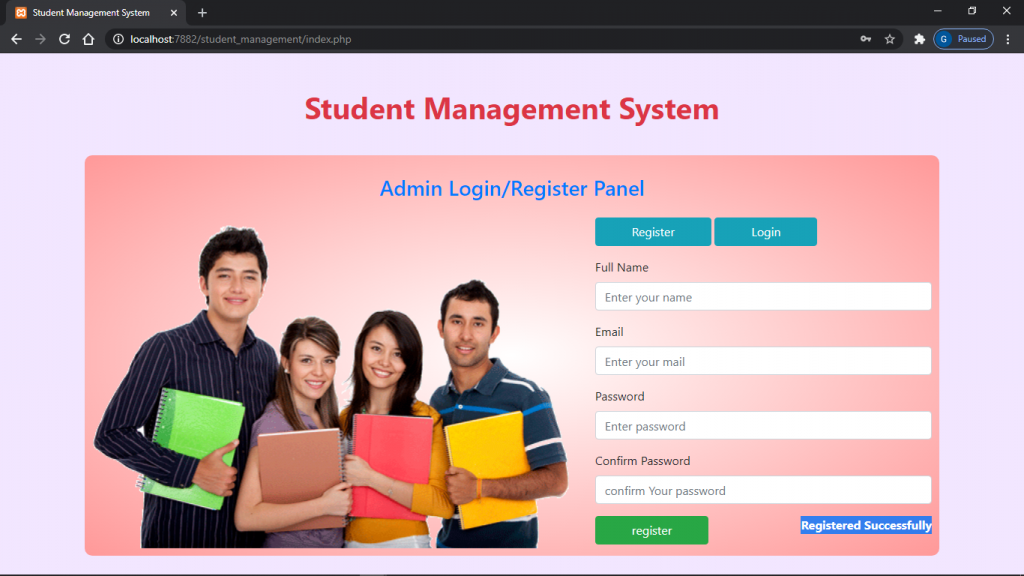 Student Management System
localhost:7882/student_management/index.php
G Paused
Student Management System
Admin Login/Register Panel
Register Login
Full Name
Enter your name
Email
Enter your mail
Password
Enter password
Confirm Password
confirm Your password
register Registered Successfully